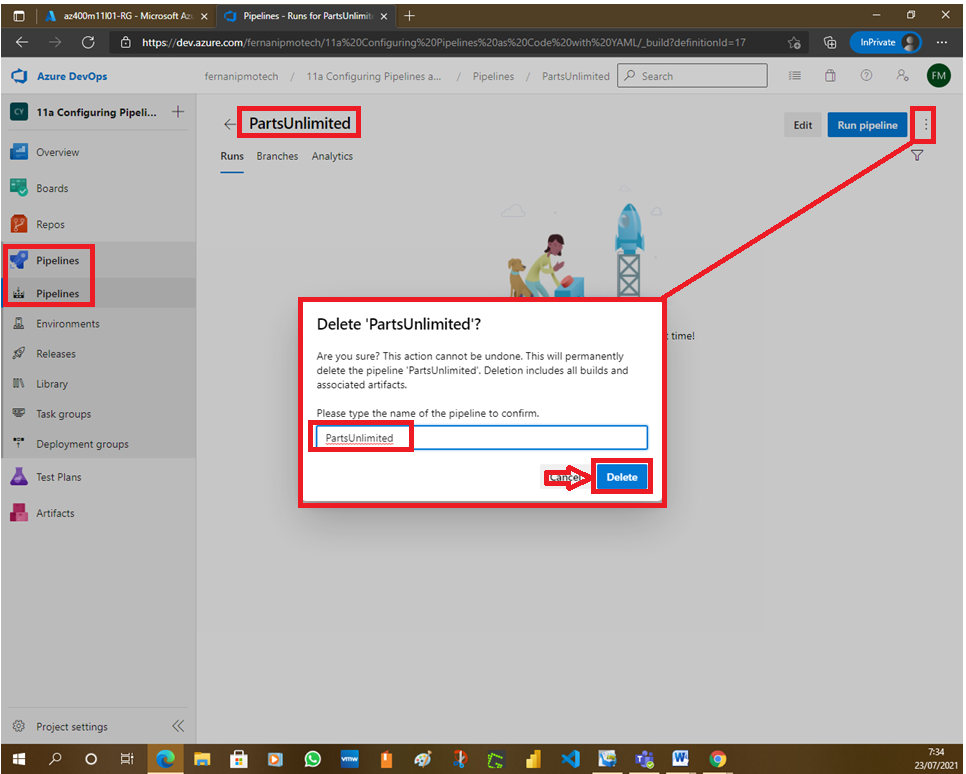 az400m11l01-RG - Microsoft Az
Pipelines - Runs for PartsUnlimit
https://dev.azure.com/fernanipmotech/11a%20Configuring%20Pipelines%20as%20Code%20with%20YAML/_build?definitionId=17
InPrivate
Azure DevOps
fernanipmotech / 11a Configuring Pipelines a... / Pipelines / PartsUnlimited
Search
FM
CY
11a Configuring Pipeli...
PartsUnlimited
Edit
Run pipeline
Runs
Branches
Analytics
Overview
Boards
Repos
Pipelines
Pipelines
Environments
Releases
Library
Task groups
Deployment groups
Test Plans
Artifacts
time!
Delete 'PartsUnlimited'?
Are you sure? This action cannot be undone. This will permanently
delete the pipeline 'PartsUnlimited'. Deletion includes all builds and
associated artifacts.
Please type the name of the pipeline to confirm.
PartsUnlimited
Cancel
Delete
Project settings
vmw
7:34
23/07/2021